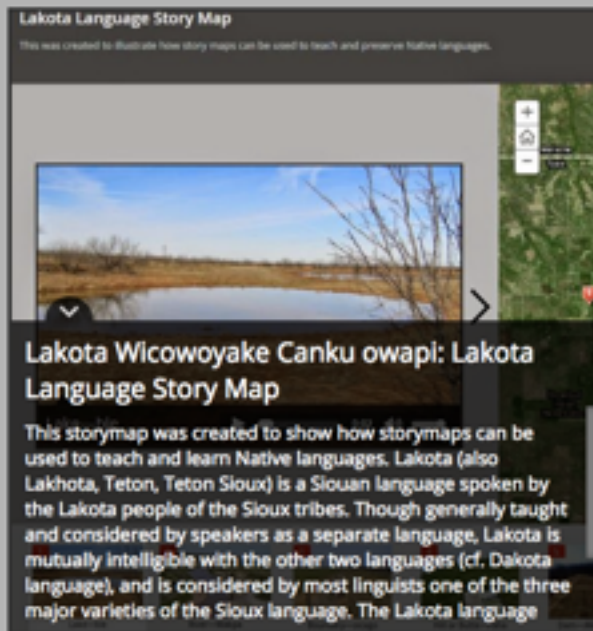 Lakota Language Story Map
This was created to illustrate how story maps can be used to teach and preserve Native languages.
+
−
Lakota Wicowoyake Canku owapi: Lakota
Language Story Map
This storymap was created to show how storymaps can be
used to teach and learn Native languages. Lakota (also
Lakhota, Teton, Teton Sioux) is a Siouan language spoken by
the Lakota people of the Sioux tribes. Though generally taught
and considered by speakers as a separate language, Lakota is
mutually intelligible with the other two languages (cf. Dakota
language), and is considered by most linguists one of the three
major varieties of the Sioux language. The Lakota language